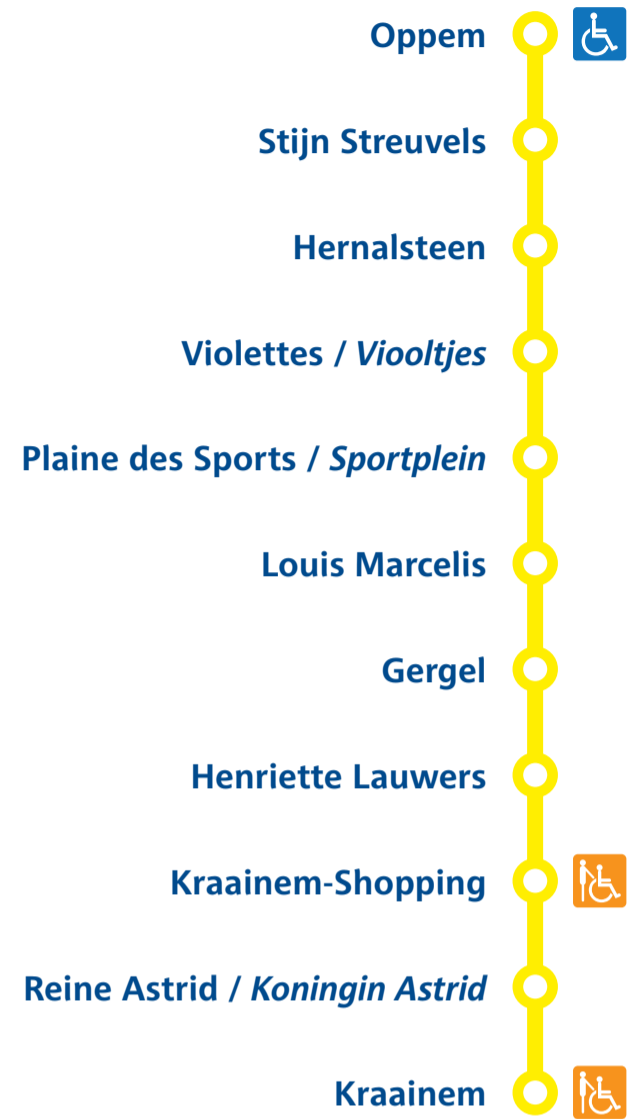 Oppem
Stijn Streuvels
Hernalsteen
Violettes / Viooltjes
Plaine des Sports / Sportplein
Louis Marcelis
Gergel
Henriette Lauwers
Kraainem-Shopping
Reine Astrid / Koningin Astrid
Kraainem